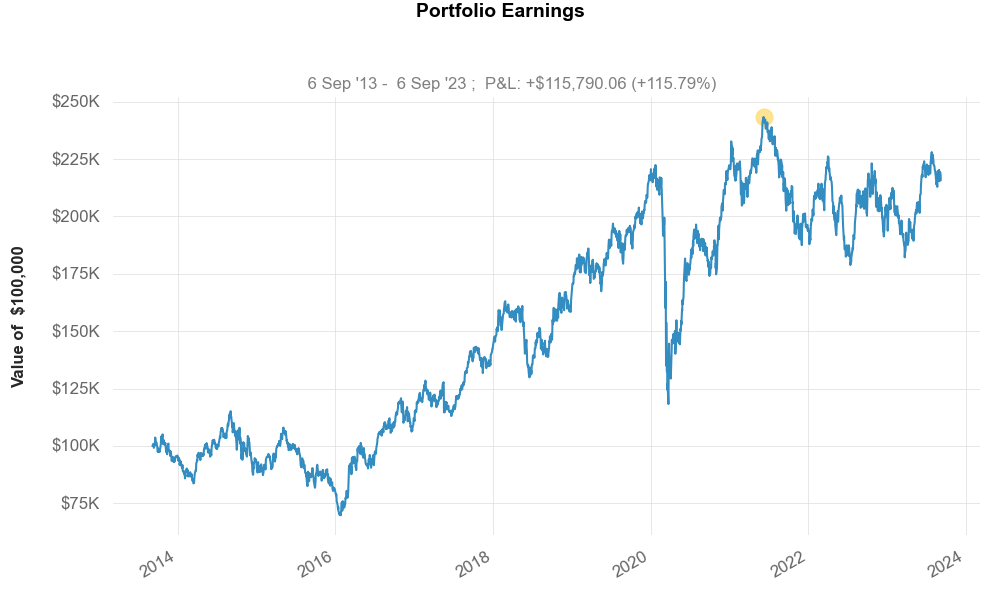 Portfolio Earnings
6 Sep '13 -  6 Sep '23 ;  P&L: +$115,790.06 (+115.79%)
Value of  $100,000
$250K
$225K
$200K
$175K
$150K
$125K
$100K
$75K
2014
2016
2018
2020
2022
2024